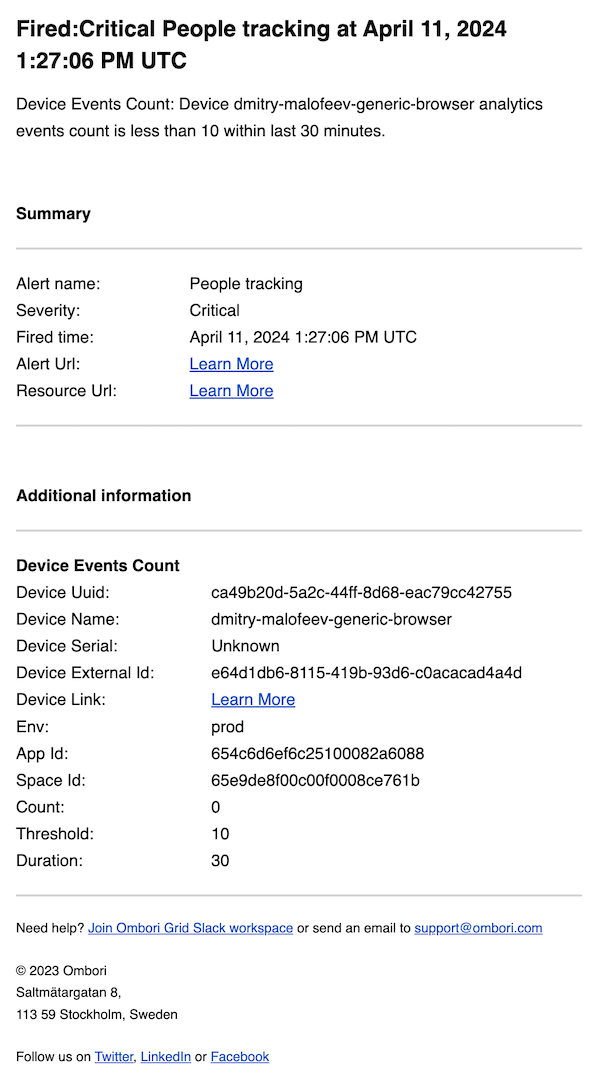 Fired:Critical People tracking at April 11, 2024
1:27:06 PM UTC
Device Events Count: Device dmitry-malofeev-generic-browser analytics
events count is less than 10 within last 30 minutes.
Summary
Alert name: People tracking
Severity: Critical
Fired time: April 11, 2024 1:27:06 PM UTC
Alert Url: Learn More
Resource Url: Learn More
Additional information
Device Events Count
Device Uuid: ca49b20d-5a2c-44ff-8d68-eac79cc42755
Device Name: dmitry-malofeev-generic-browser
Device Serial: Unknown
Device External Id: e64d1db6-8115-419b-93d6-c0acacad4a4d
Device Link: Learn More
Env: prod
App Id: 654c6d6ef6c25100082a6088
Space Id: 65e9de8f00c00f0008ce761b
Count: 0
Threshold: 10
Duration: 30
Need help? Join Ombori Grid Slack workspace or send an email to support@ombori.com
© 2023 Ombori
Saltmätargatan 8,
113 59 Stockholm, Sweden
Follow us on Twitter, LinkedIn or Facebook